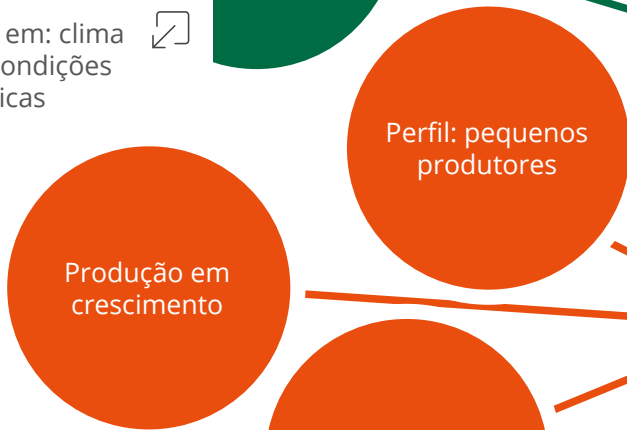 em: clima
ondições
icas
Perfil: pequenos
produtores
Produção em
crescimento